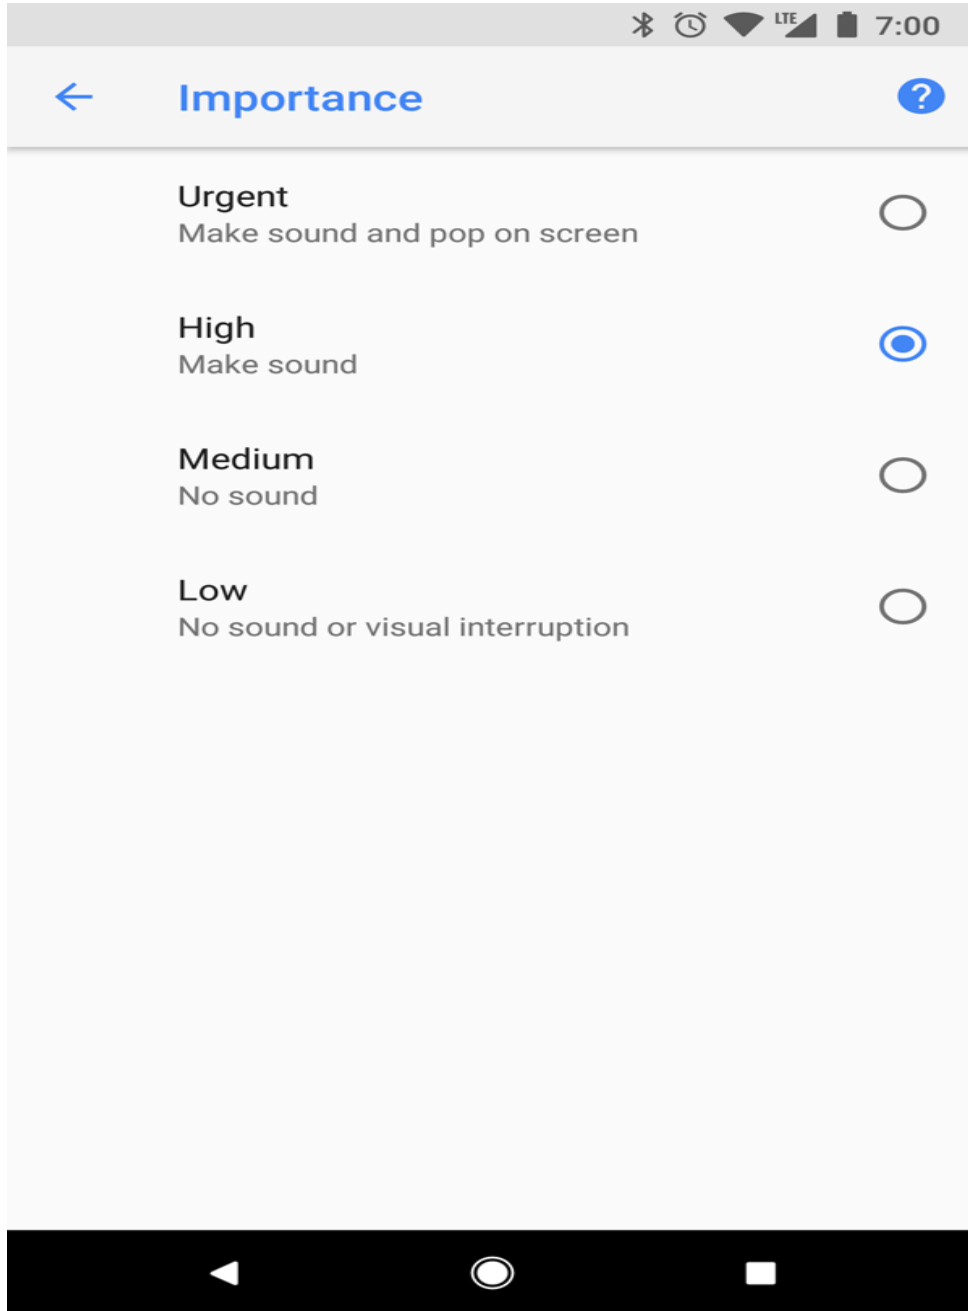 LTE 7:00
Importance
?
Urgent
Make sound and pop on screen
High
Make sound
Medium
No sound
Low
No sound or visual interruption